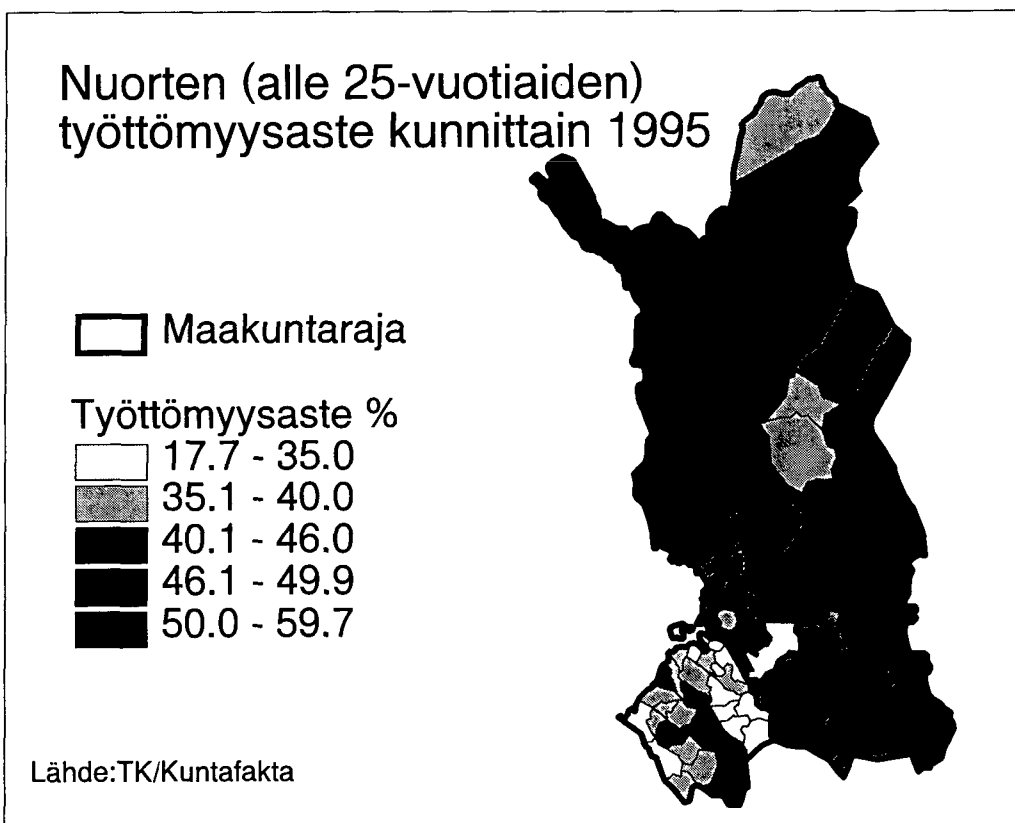 Nuorten (alle 25-vuotiaiden)
työttömyysaste kunnittain 1995
Maakuntaraja
Työttömyysaste %
17.7 - 35.0
35.1 - 40.0
40.1 - 46.0
46.1 - 49.9
50.0 - 59.7
Lähde:TK/Kuntafakta